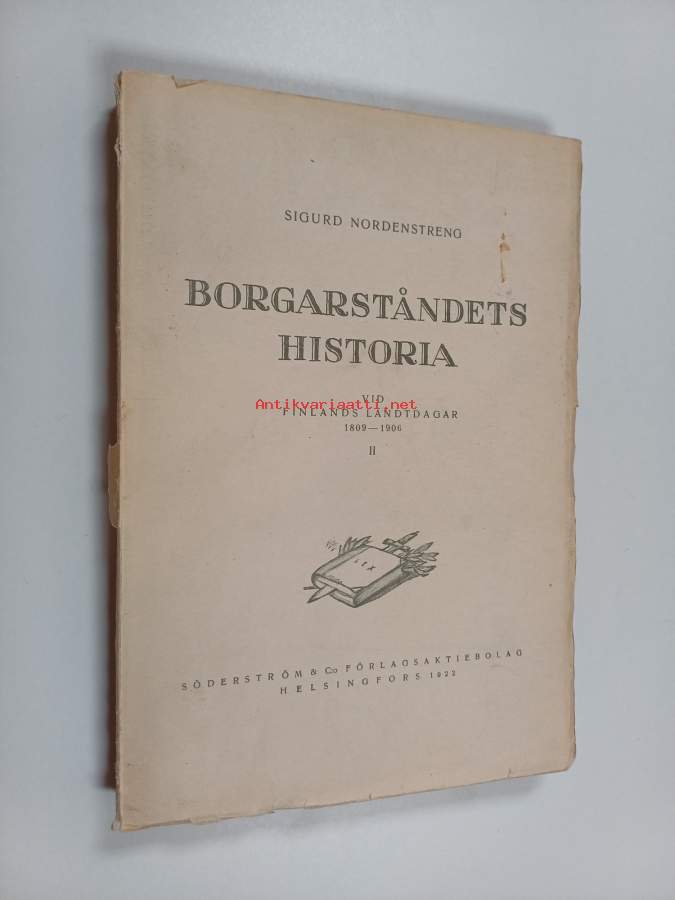 SIGURD NORDENSTRENG
BORGARSTÅNDETS
HISTORIA
VID
Antikvariaatti.net
FINLANDS LANDTDAGAR
1809—1906
II
LEX
SÖDERSTRÖM & Co FÖRLAGSAKTIEBOLAG
HELSINGFORS 1922